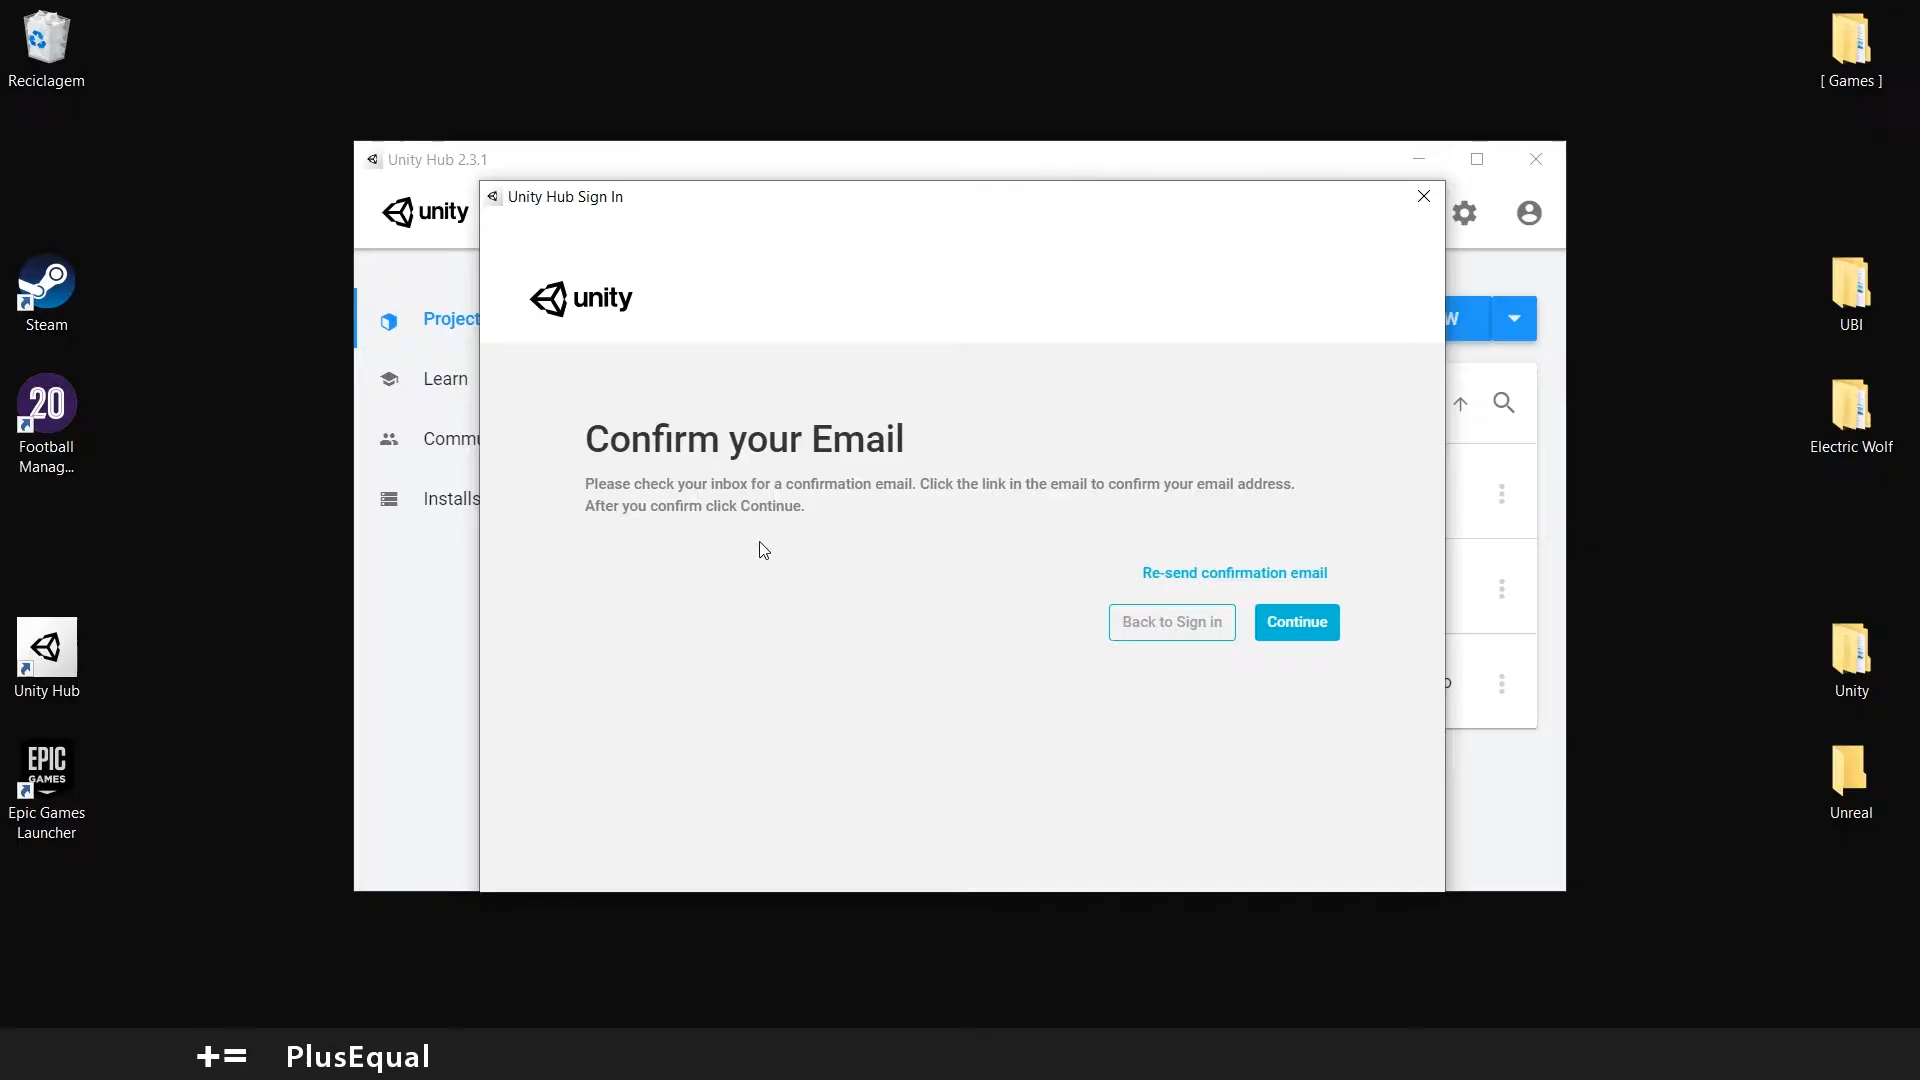 Reciclagem
[ Games ]
Unity Hub 2.3.1
Unity Hub Sign In
unity
unity
Steam
Project
W
UBI
Learn
20
Confirm your Email
Commu
Football
Manag...
Electric Wolf
Please check your inbox for a confirmation email. Click the link in the email to confirm your email address.
After you confirm click Continue.
Installs
Re-send confirmation email
Back to Sign in
Continue
Unity Hub
Unity
EPIC
GAMES
Epic Games
Launcher
Unreal
+= PlusEqual